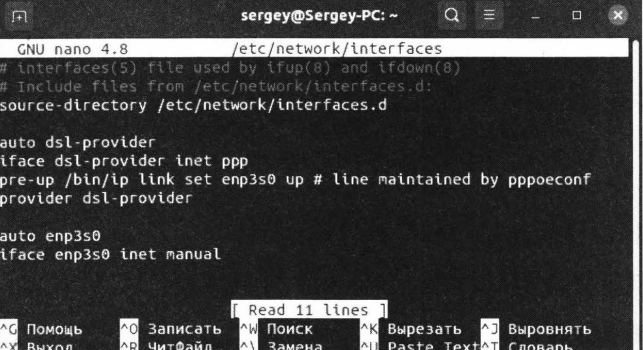 sergey@Sergey-PC: ~
GNU nano 4.8 /etc/network/interfaces
# interfaces(5) file used by ifup(8) and ifdown(8)
# Include files from /etc/network/interfaces.d:
source-directory /etc/network/interfaces.d
auto dsl-provider
iface dsl-provider inet ppp
pre-up /bin/ip link set enp3s0 up # line maintained by pppoeconf
provider dsl-provider
auto enp3s0
iface enp3s0 inet manual
[ Read 11 lines ]
^G Помощь ^O Записать ^W Поиск ^K Вырезать ^J Выровнять
^X Выход ^R ЧитФайл ^\ Замена ^U Paste Text ^T Словарь